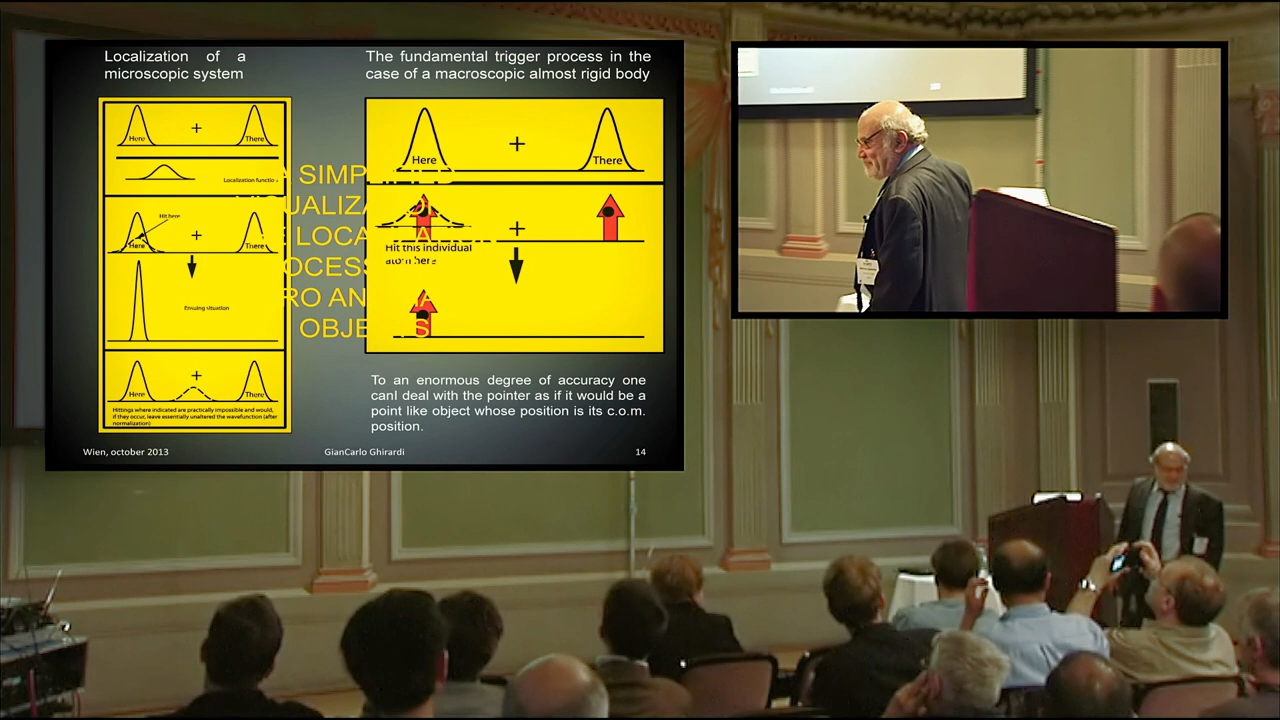 Localization of a
microscopic system
Here
+
There
Localization functio
Hit here
Here
+
There
Ensuing situation
Here
+
There
Hittings where indicated are practically impossible and would,
if they occur, leave essentially unaltered the wavefunction (after
normalization)
The fundamental trigger process in the
case of a macroscopic almost rigid body
Here
+
There
+
Hit this individual
atom here
To an enormous degree of accuracy one
canI deal with the pointer as if it would be a
point like object whose position is its c.o.m.
position.
Wien, october 2013
GianCarlo Ghirardi
14